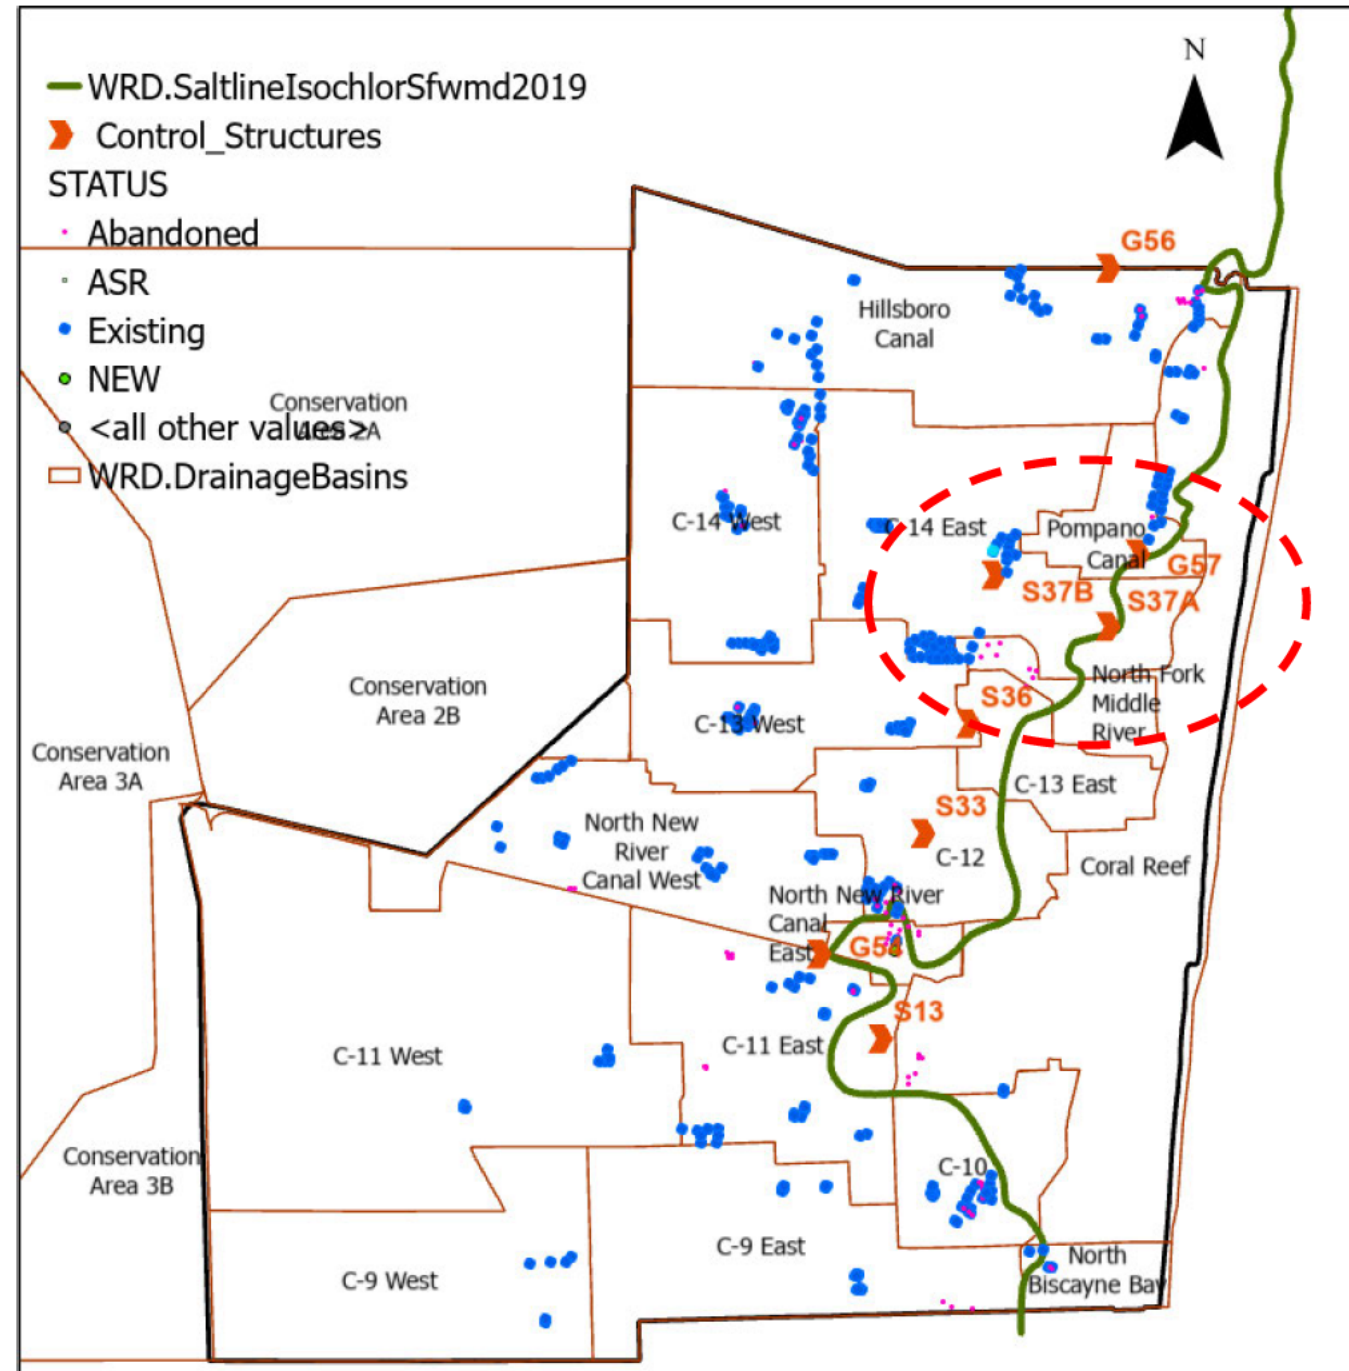 N
WRD.SaltlineIsochlorSfwmd2019
Control_Structures
STATUS
Abandoned
ASR
Existing
NEW
<all other values>
WRD.DrainageBasins
Conservation
Area 2A
G56
Hillsboro
Canal
C-14 West
C-14 East
Pompano
Canal
G57
S37B
S37A
North Fork
Middle
River
S36
Conservation
Area 2B
C-13 West
Conservation
Area 3A
C-13 East
S33
C-12
North New
River
Canal West
Coral Reef
North New River
Canal
East
G54
S13
C-11 West
C-11 East
Conservation
Area 3B
C-10
C-9 East
C-9 West
North
Biscayne Bay